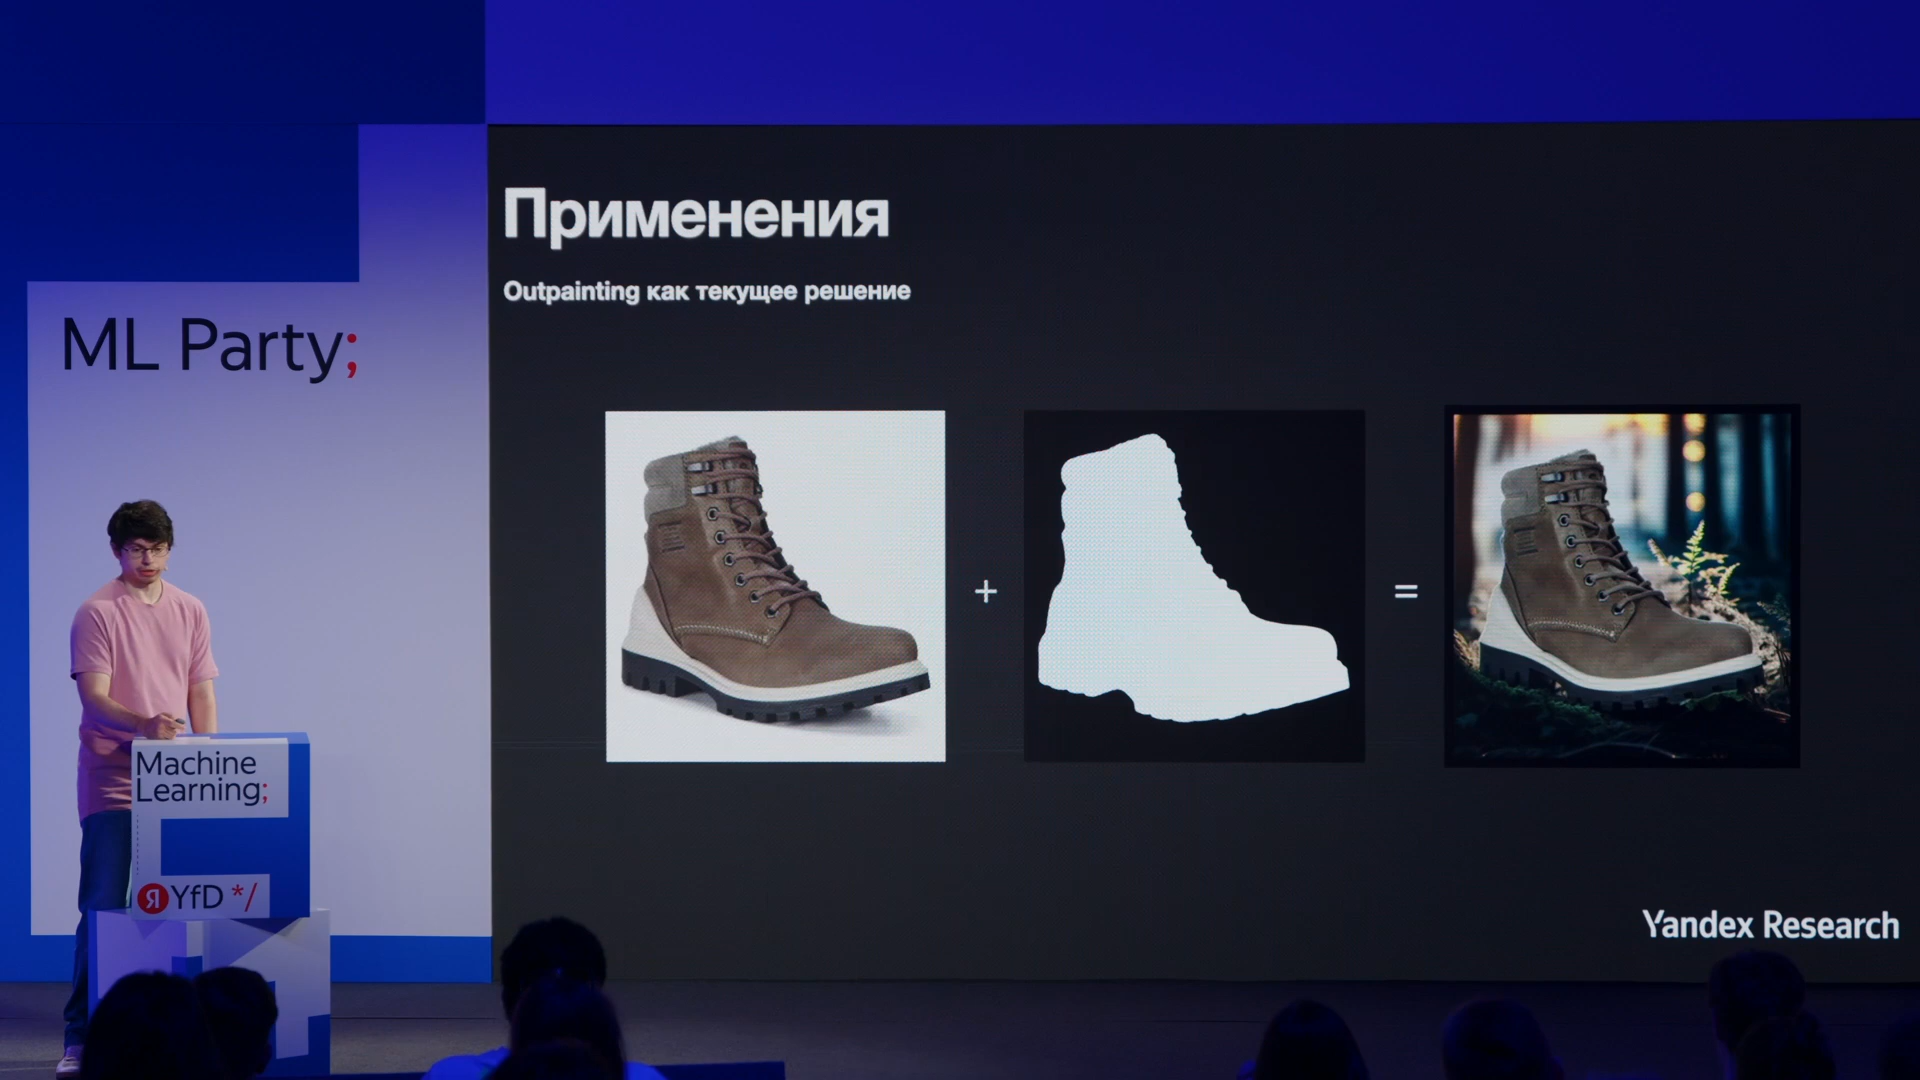 ML Party;
Machine
Learning;
Я YfD */
Применения
Outpainting как текущее решение
+
=
Yandex Research